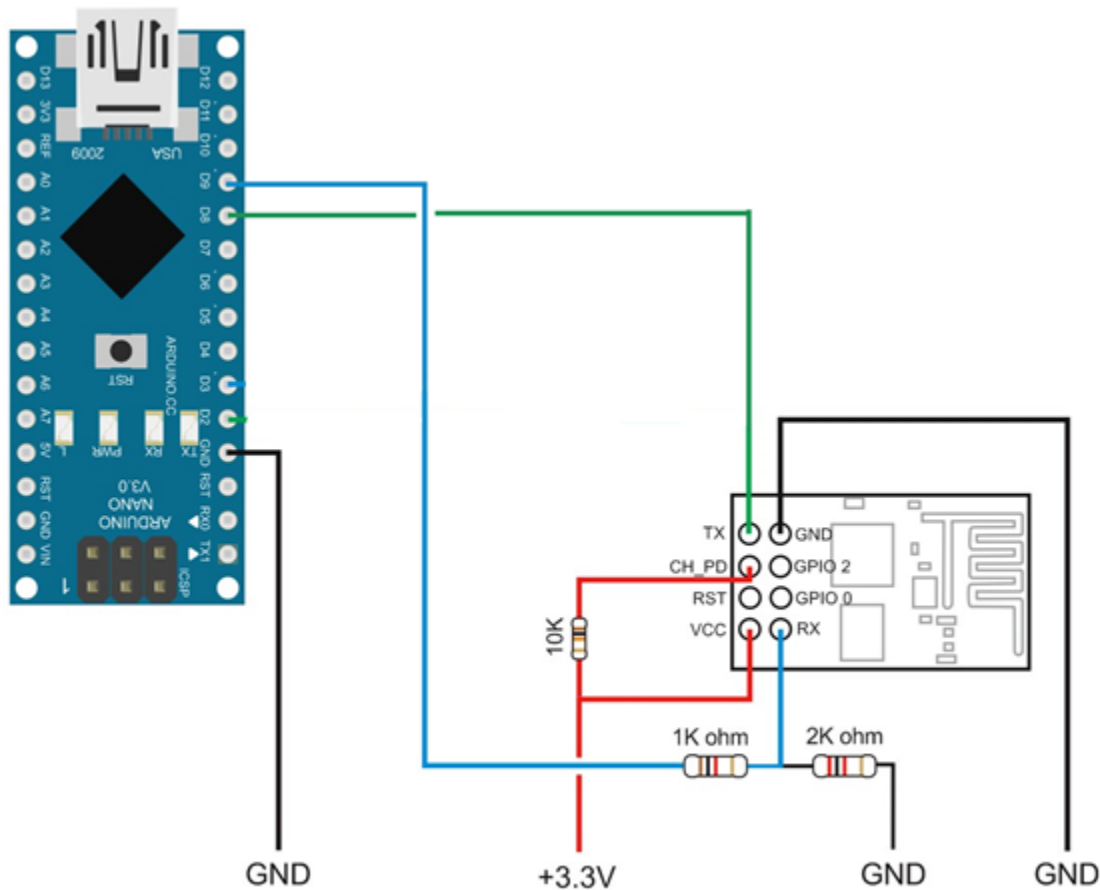 D13
3V3
REF
A0
A1
A2
A3
A4
A5
A6
A7
5V
RST
GND
VIN
D12
D11
D10
D9
D8
D7
D6
D5
D4
D3
D2
GND
RST
RX0
TX1
2009
USA
RST
ARDUINO.CC
L
PWR
RX
TX
ARDUINO
NANO
V3.0
1
ICSP
TX
GND
CH_PD
GPIO 2
RST
GPIO 0
VCC
RX
10K
1K ohm
2K ohm
GND
+3.3V
GND
GND